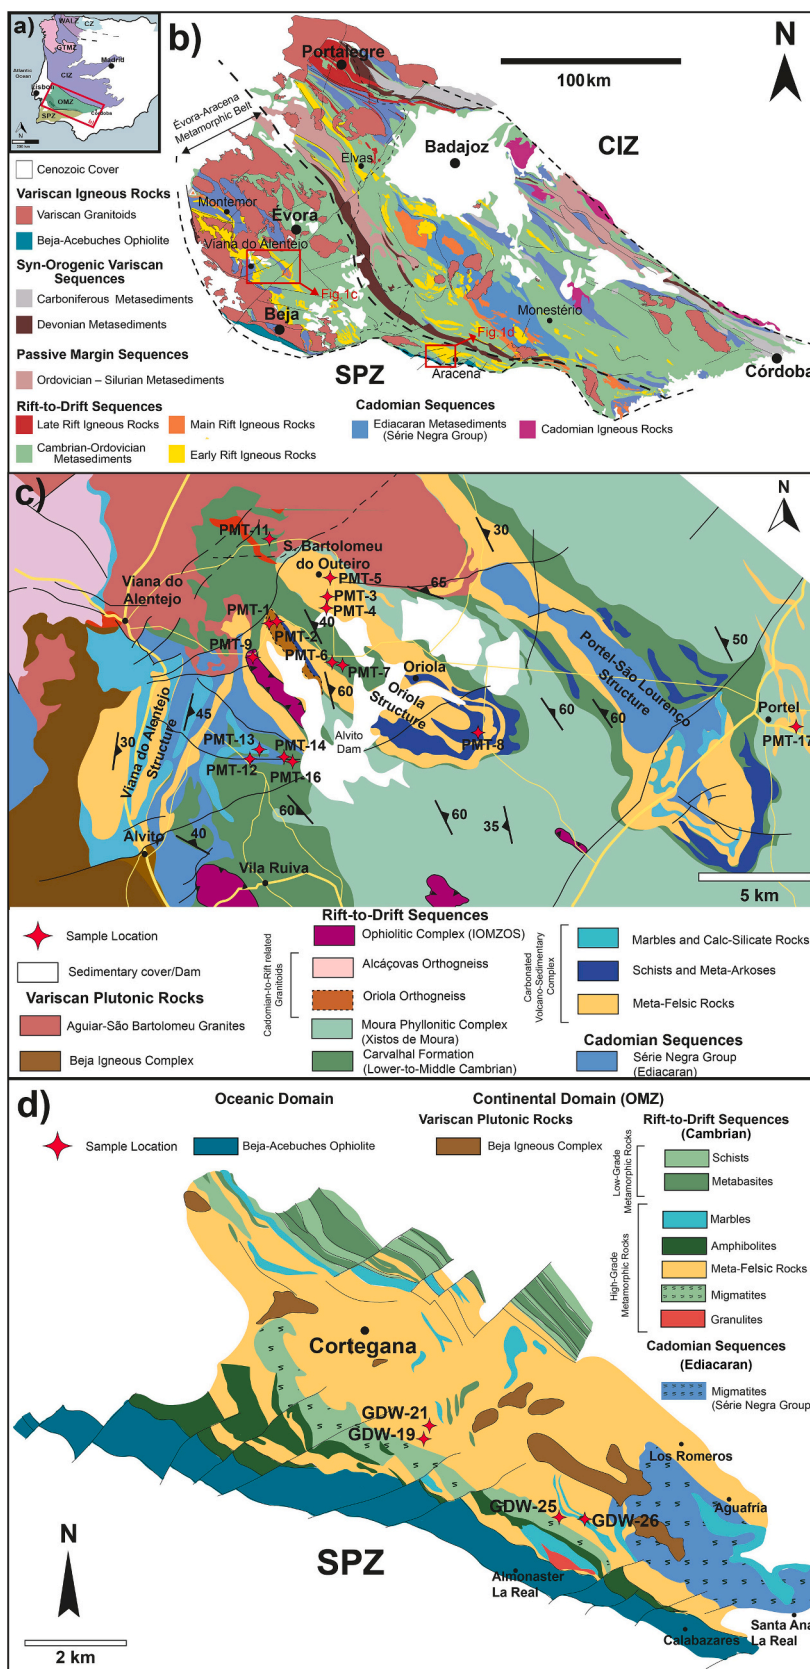 a)
WALZ
CZ
GTMZ
Madrid
Atlantic
Ocean
CIZ
Lisbon
OMZ
Córdoba
SPZ
b)
N
100 km
b)
Portalegre
Évora-Aracena
Metamorphic Belt
Badajoz
CIZ
Elvas
Montemor
Évora
Viana do Alentejo
Fig.1c
Beja
Monestério
Fig.1d
SPZ
Aracena
Córdoba
Cenozoic Cover
Variscan Igneous Rocks
Variscan Granitoids
Beja-Acebuches Ophiolite
Syn-Orogenic Variscan
Sequences
Carboniferous Metasediments
Devonian Metasediments
Passive Margin Sequences
Ordovician – Silurian Metasediments
Rift-to-Drift Sequences
Late Rift Igneous Rocks
Main Rift Igneous Rocks
Cambrian-Ordovician
Metasediments
Early Rift Igneous Rocks
Cadomian Sequences
Ediacaran Metasediments
(Série Negra Group)
Cadomian Igneous Rocks
c)
N
PMT-11
30
S. Bartolomeu
do Outeiro
PMT-5
65
Viana do
Alentejo
PMT-3
PMT-4
PMT-1
PMT-2
40
PMT-9
PMT-6
PMT-7
Oriola
50
Portel-São Lourenço
Structure
60
Oriola
Structure
60
60
Portel
45
Viana do Alentejo
Structure
30
PMT-13
PMT-14
Alvito
Dam
PMT-8
PMT-17
PMT-12
PMT-16
60
60
35
Alvito
40
Vila Ruiva
5 km
Sample Location
Sedimentary cover/Dam
Variscan Plutonic Rocks
Aguiar-São Bartolomeu Granites
Beja Igneous Complex
Rift-to-Drift Sequences
Ophiolitic Complex (IOMZOS)
Cadomian-to-Rift related
Granitoids
Alcáçovas Orthogneiss
Oriola Orthogneiss
Moura Phyllonitic Complex
(Xistos de Moura)
Carvalhal Formation
(Lower-to-Middle Cambrian)
Carbonated
Volcano-Sedimentary
Complex
Marbles and Calc-Silicate Rocks
Schists and Meta-Arkoses
Meta-Felsic Rocks
Cadomian Sequences
Série Negra Group
(Ediacaran)
d)
Oceanic Domain
Continental Domain (OMZ)
Sample Location
Beja-Acebuches Ophiolite
Variscan Plutonic Rocks
Beja Igneous Complex
Rift-to-Drift Sequences
(Cambrian)
Low-Grade
Metamorphic Rocks
Schists
Metabasites
High-Grade
Metamorphic Rocks
Marbles
Amphibolites
Meta-Felsic Rocks
Migmatites
Granulites
Cadomian Sequences
(Ediacaran)
Migmatites
(Série Negra Group)
Cortegana
GDW-21
GDW-19
Los Romeros
GDW-25
GDW-26
Aguafría
N
SPZ
Almonaster
La Real
Santa Ana
La Real
Calabazares
2 km